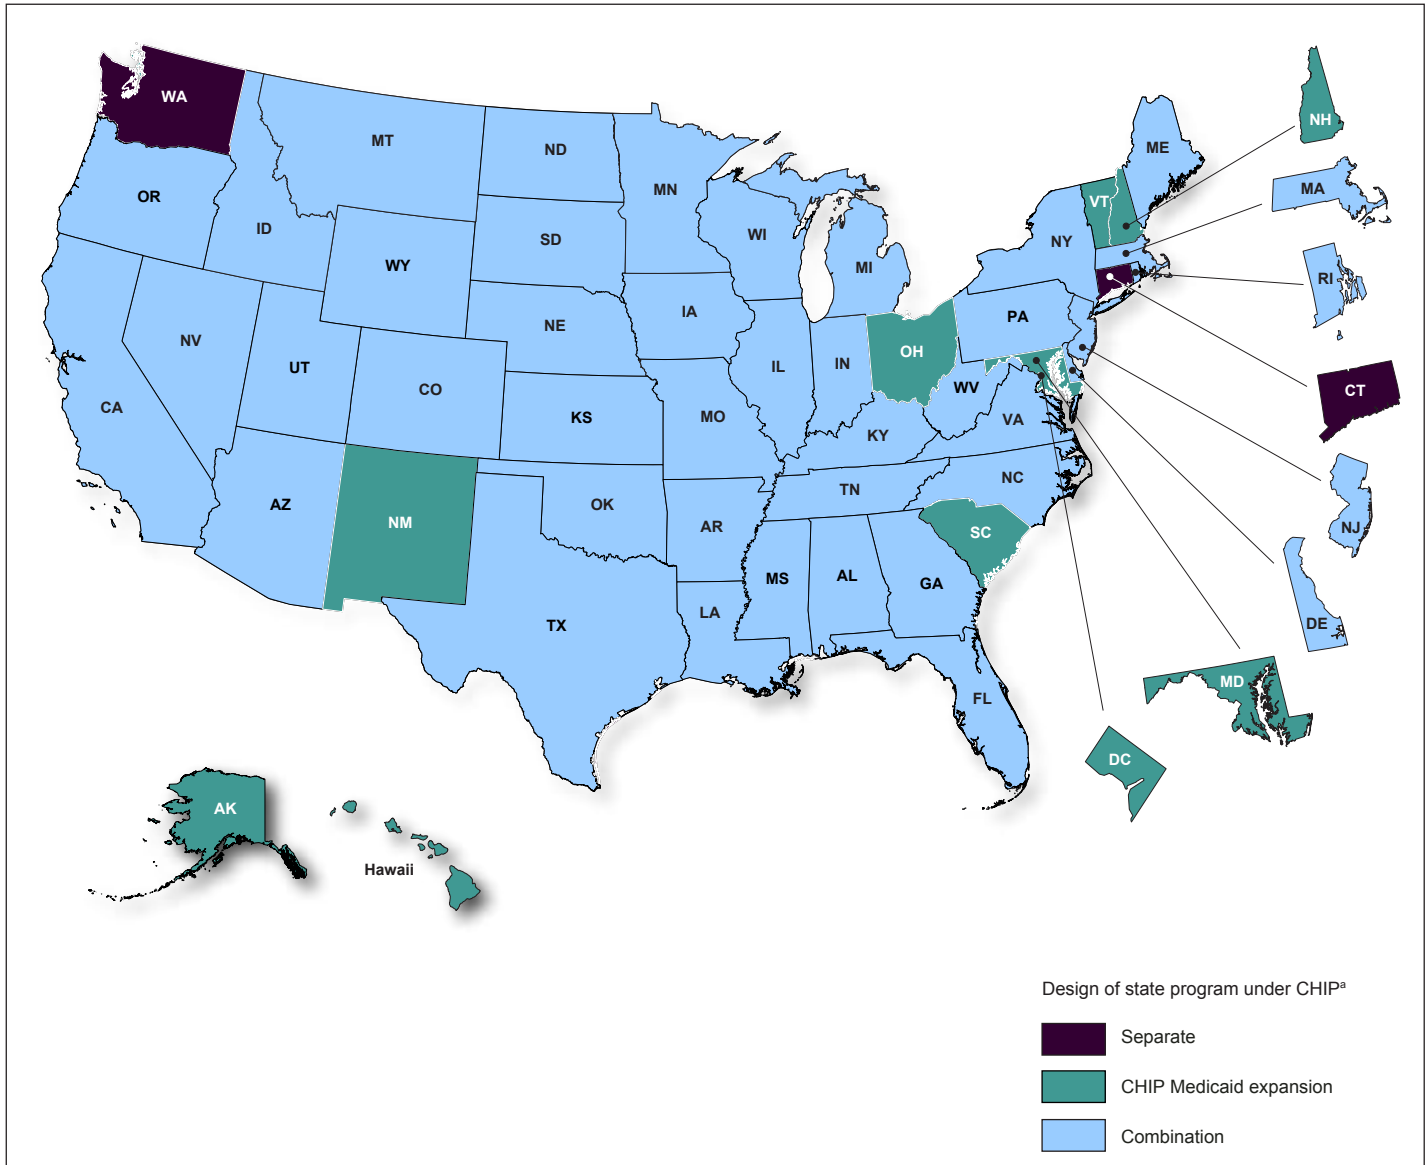 WA
NH
MT
ND
ME
MN
MA
OR
VT
ID
SD
WI
NY
WY
MI
RI
IA
PA
NE
NV
OH
IN
IL
UT
CO
WV
CT
CA
KS
MO
VA
KY
NC
TN
AZ
OK
NM
AR
NJ
SC
MS
AL
GA
LA
TX
DE
MD
FL
DC
AK
Hawaii
Design of state program under CHIPᵃ
Separate
CHIP Medicaid expansion
Combination